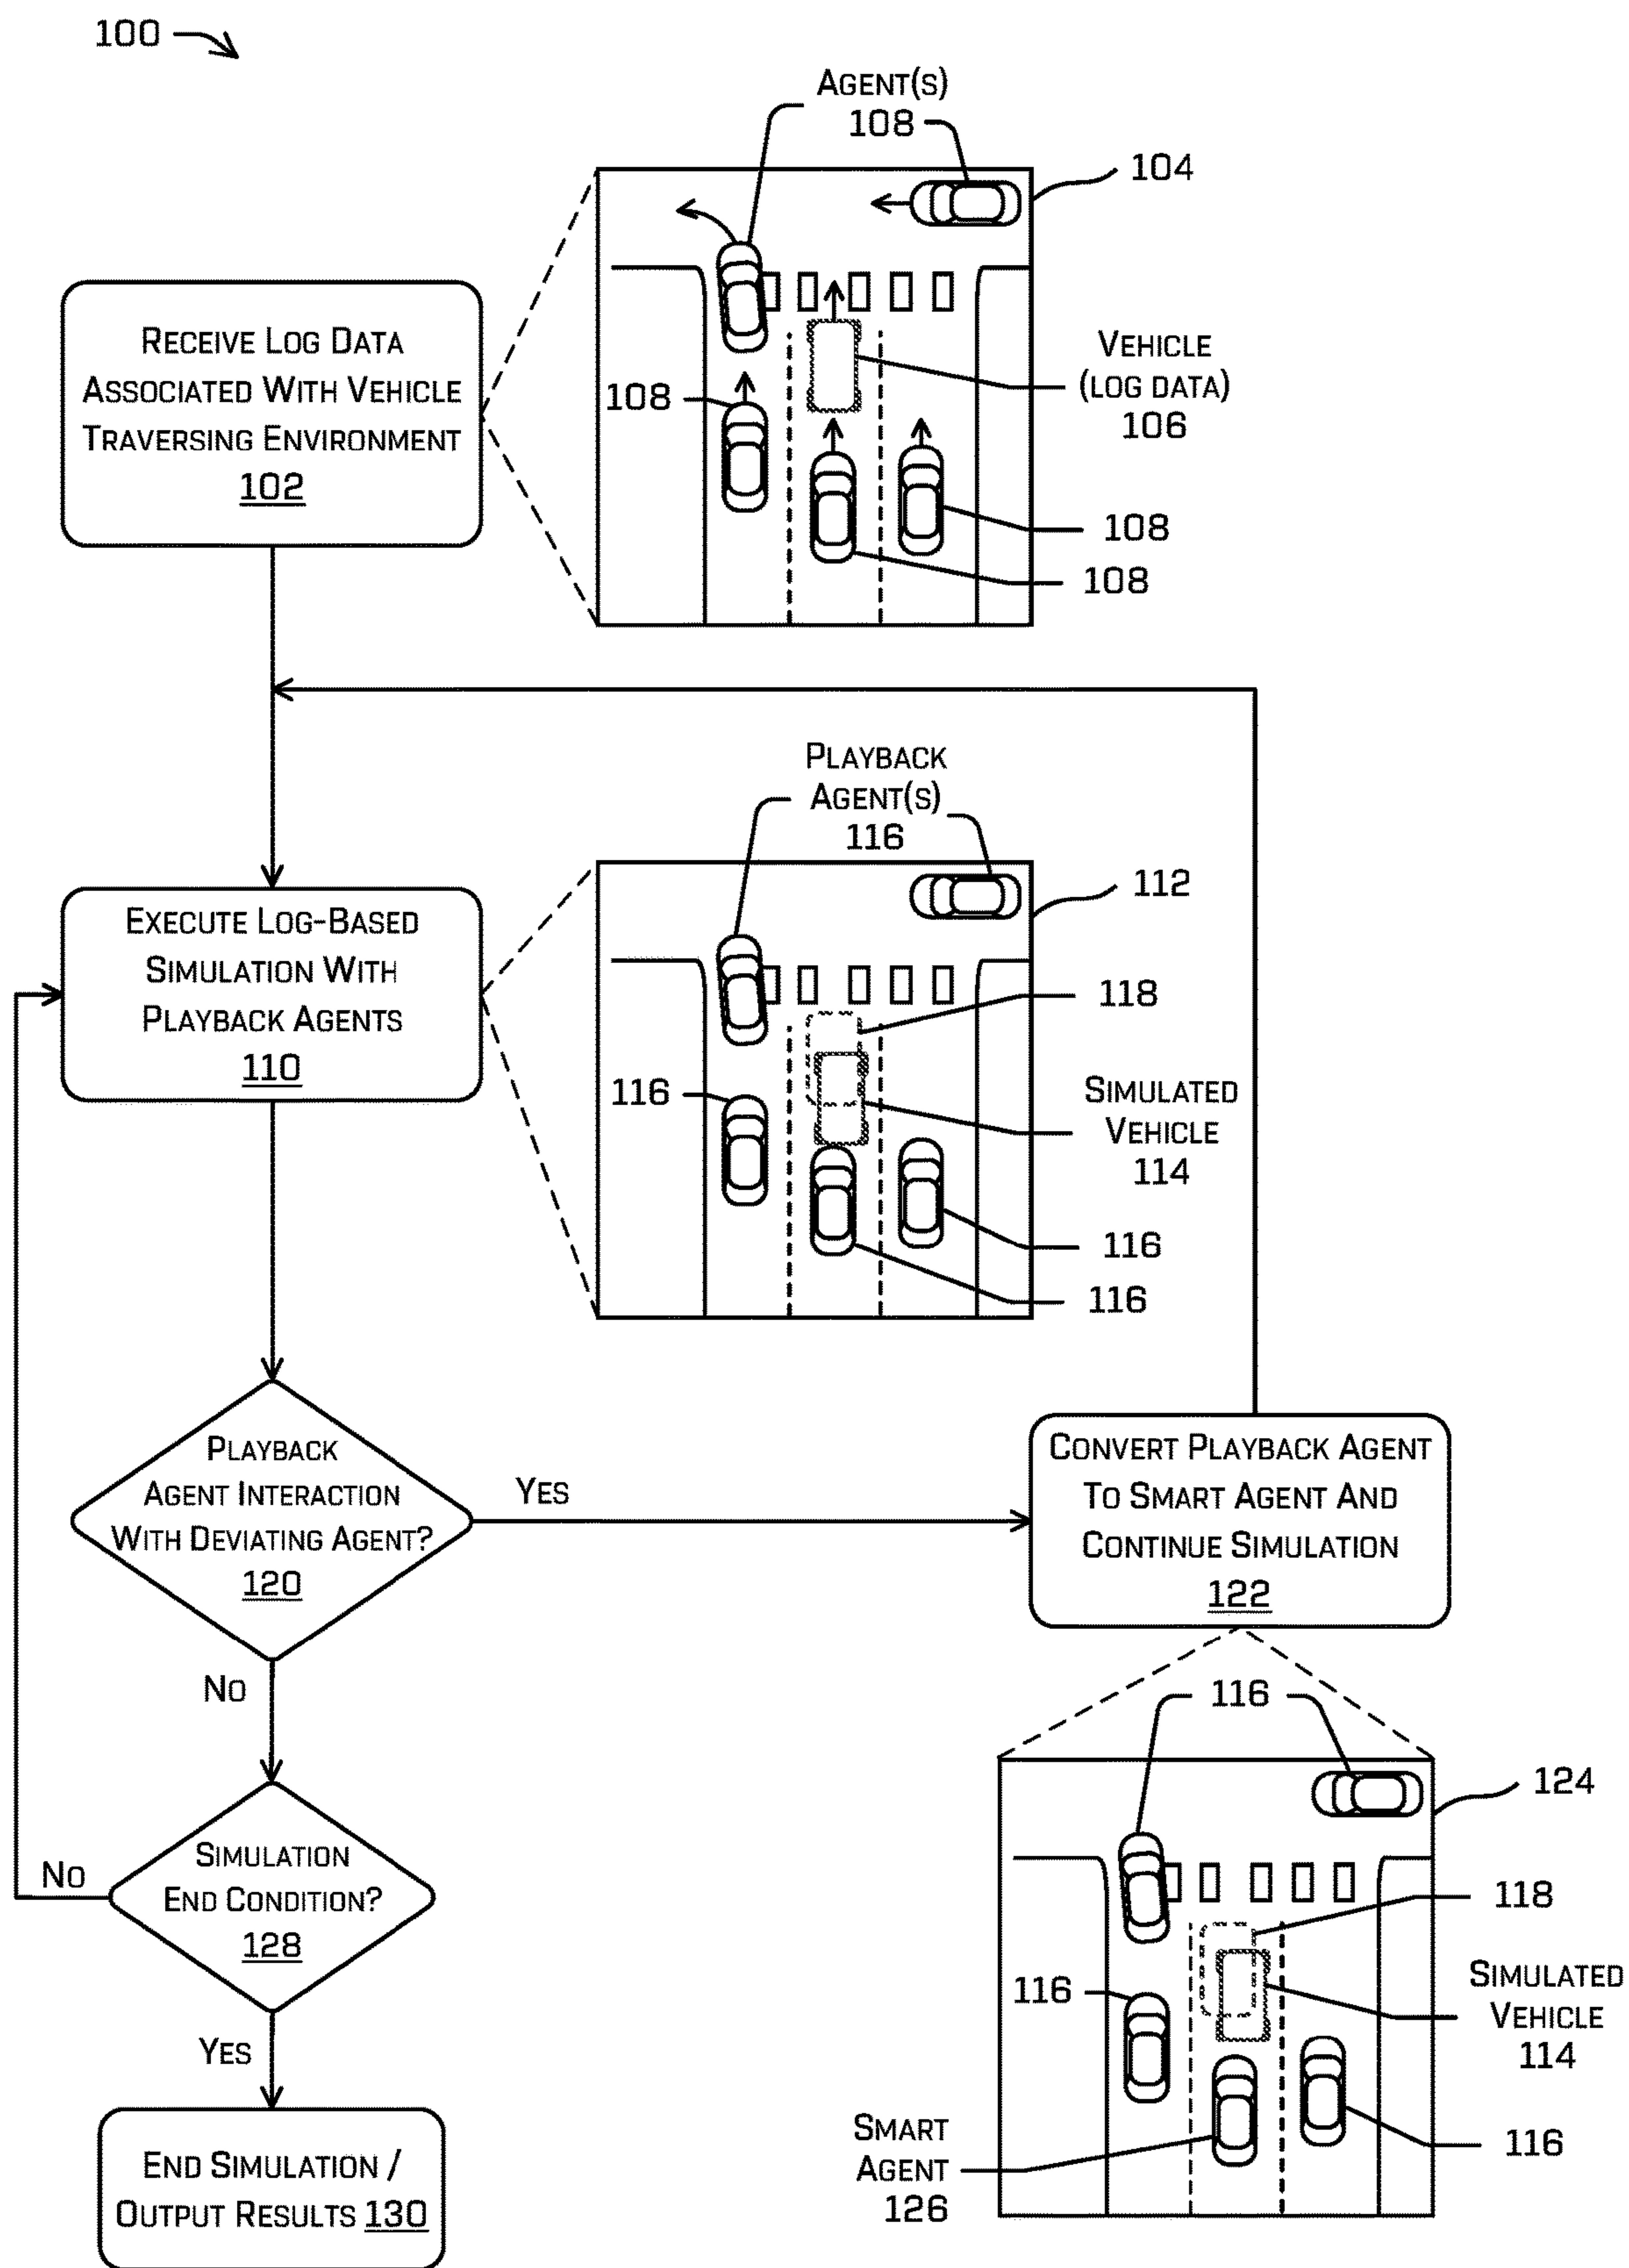 100
AGENT(S)
108
104
RECEIVE LOG DATA
ASSOCIATED WITH VEHICLE
TRAVERSING ENVIRONMENT
102
108
VEHICLE
(LOG DATA)
106
108
108
PLAYBACK
AGENT(S)
116
112
EXECUTE LOG-BASED
SIMULATION WITH
PLAYBACK AGENTS
110
118
116
SIMULATED
VEHICLE
114
116
116
PLAYBACK
AGENT INTERACTION
WITH DEVIATING AGENT?
120
YES
CONVERT PLAYBACK AGENT
TO SMART AGENT AND
CONTINUE SIMULATION
122
NO
116
124
SIMULATION
END CONDITION?
128
NO
118
116
SIMULATED
VEHICLE
114
YES
SMART
AGENT
126
116
END SIMULATION /
OUTPUT RESULTS 130